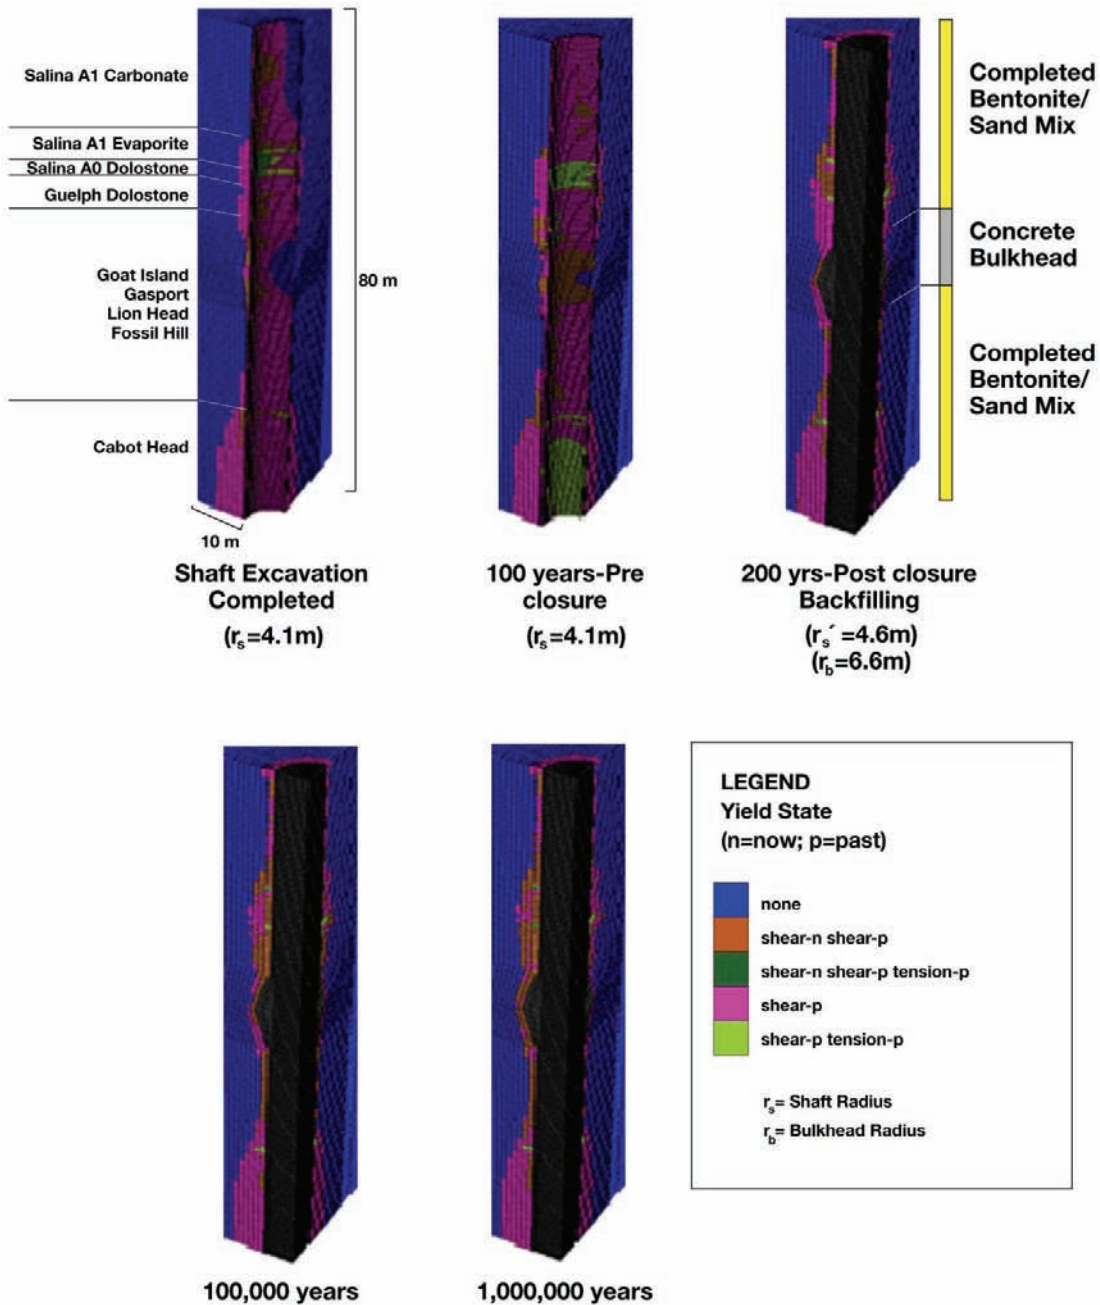 Salina A1 Carbonate
Salina A1 Evaporite
Salina A0 Dolostone
Guelph Dolostone
Goat Island
Gasport
Lion Head
Fossil Hill
Cabot Head
80 m
10 m
Completed
Bentonite/
Sand Mix
Concrete
Bulkhead
Completed
Bentonite/
Sand Mix
Shaft Excavation
Completed
(rs=4.1m)
100 years-Pre
closure
(rs=4.1m)
200 yrs-Post closure
Backfilling
(rs´ =4.6m)
(rb=6.6m)
100,000 years
1,000,000 years
LEGEND
Yield State
(n=now; p=past)
none
shear-n shear-p
shear-n shear-p tension-p
shear-p
shear-p tension-p
rs= Shaft Radius
rb= Bulkhead Radius